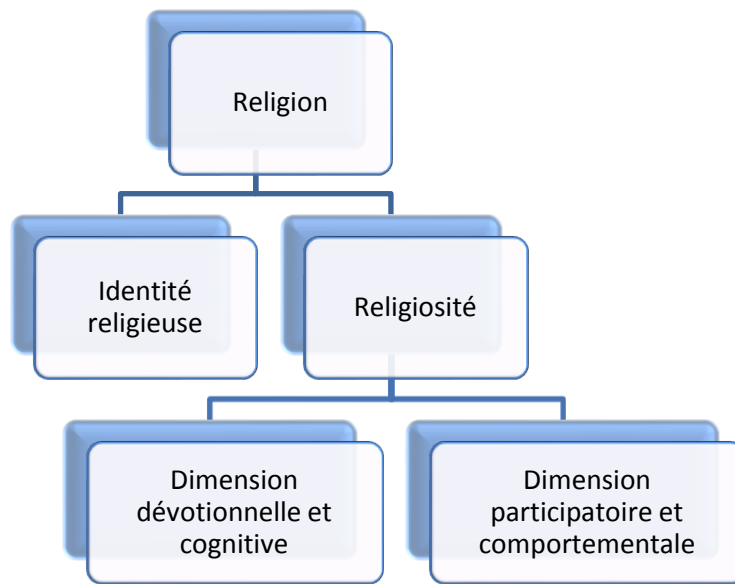 Religion
Identité
religieuse
Religiosité
Dimension
dévotionnelle et
cognitive
Dimension
participatoire et
comportementale